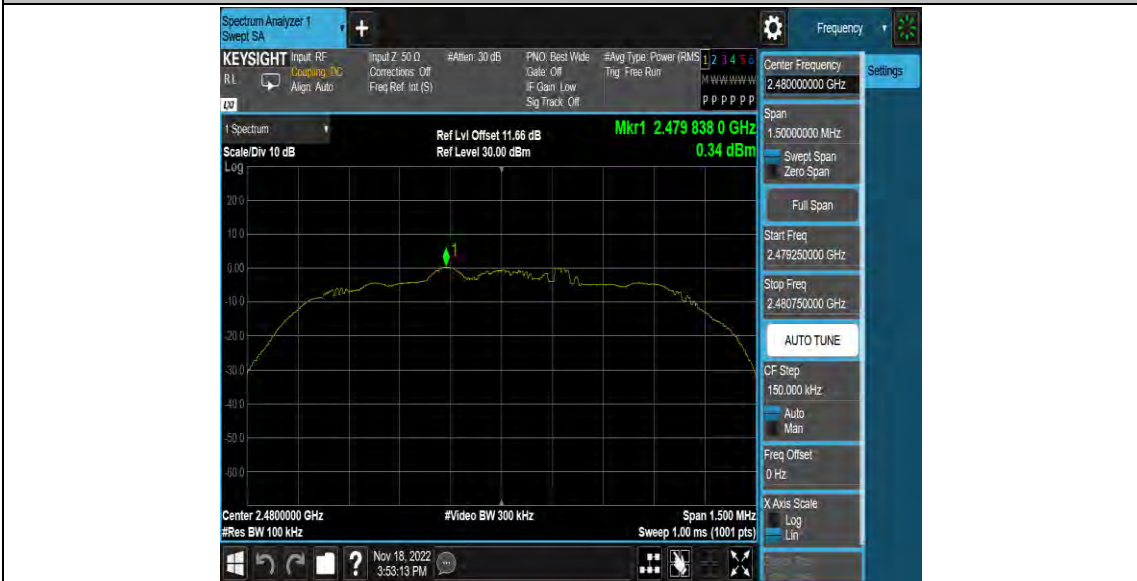 Spectrum Analyzer 1
Swept SA
Frequency
Settings
KEYSIGHT
RL
LXI
Input: RF
Coupling: DC
Align: Auto
Input Z: 50 Ω
Corrections: Off
Freq Ref: Int (S)
#Atten: 30 dB
PNO: Best Wide
Gate: Off
IF Gain: Low
Sig Track: Off
#Avg Type: Power (RMS
Trig: Free Run
1 2 3 4 5 6
M W W W W W
P P P P P P
1 Spectrum
Scale/Div 10 dB
Log
Ref Lvl Offset 11.66 dB
Ref Level 30.00 dBm
Mkr1 2.479 838 0 GHz
0.34 dBm
20.0
10.0
0.00
-10.0
-20.0
-30.0
-40.0
-50.0
-60.0
1
Center 2.4800000 GHz
#Res BW 100 kHz
#Video BW 300 kHz
Span 1.500 MHz
Sweep 1.00 ms (1001 pts)
Center Frequency
2.480000000 GHz
Span
1.50000000 MHz
Swept Span
Zero Span
Full Span
Start Freq
2.479250000 GHz
Stop Freq
2.480750000 GHz
AUTO TUNE
CF Step
150.000 kHz
Auto
Man
Freq Offset
0 Hz
X Axis Scale
Log
Lin
?
Nov 18, 2022
3:53:13 PM